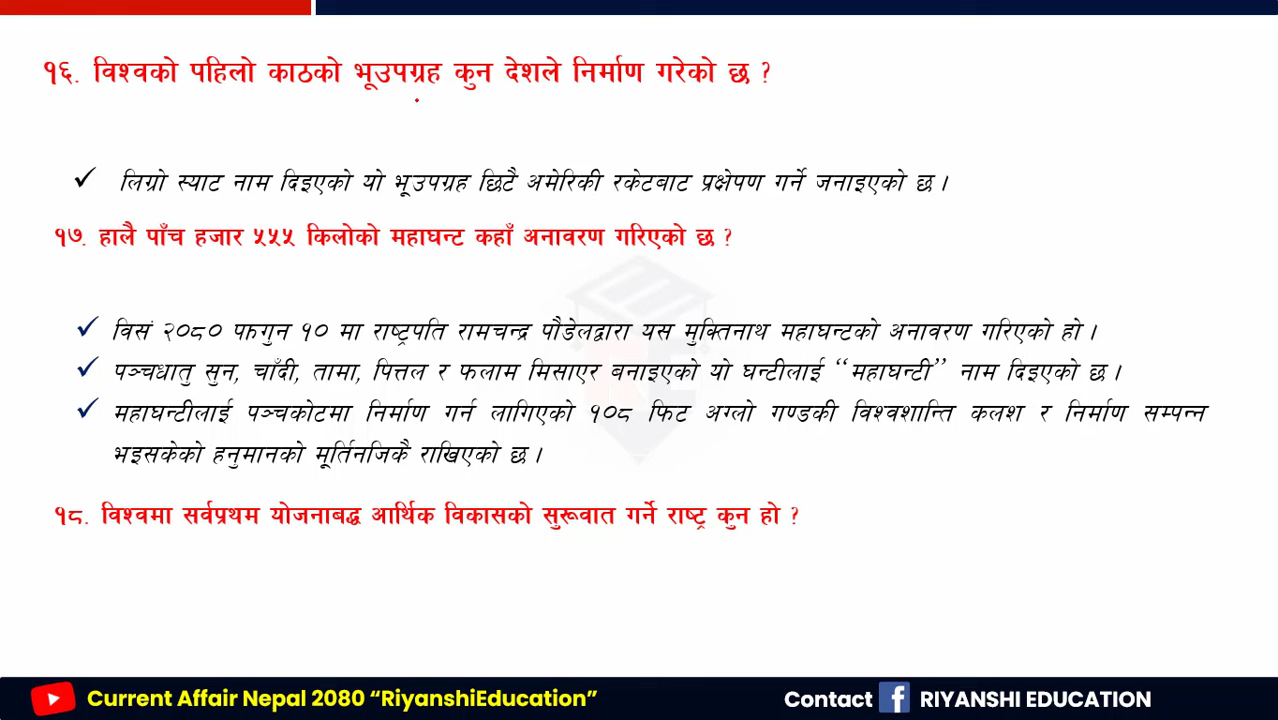 १६. विश्वको पहिलो काठको भूउपग्रह कुन देशले निर्माण गरेको छ ?
✓ लिग्रो स्याट नाम दिइएको यो भूउपग्रह छिटै अमेरिकी रकेटबाट प्रक्षेपण गर्ने जनाइएको छ ।
१७. हालै पाँच हजार ५५५ किलोको महाघन्ट कहाँ अनावरण गरिएको छ ?
✓ विसं २०८० फागुन १० मा राष्ट्रपति रामचन्द्र पौडेलद्वारा यस मुक्तिनाथ महाघन्टको अनावरण गरिएको हो ।
✓ पञ्चधातु सुन, चाँदी, तामा, पित्तल र फलाम मिसाएर बनाइएको यो घन्टीलाई “महाघन्टी” नाम दिइएको छ ।
✓ महाघन्टीलाई पञ्चकोटमा निर्माण गर्न लागिएको १०८ फिट अग्लो गण्डकी विश्वशान्ति कलश र निर्माण सम्पन्न
भइसकेको हनुमानको मूर्तिनजिकै राखिएको छ ।
१८. विश्वमा सर्वप्रथम योजनाबद्ध आर्थिक विकासको सुरूवात गर्ने राष्ट्र कुन हो ?
Current Affair Nepal 2080 “RiyanshiEducation”
Contact f RIYANSHI EDUCATION